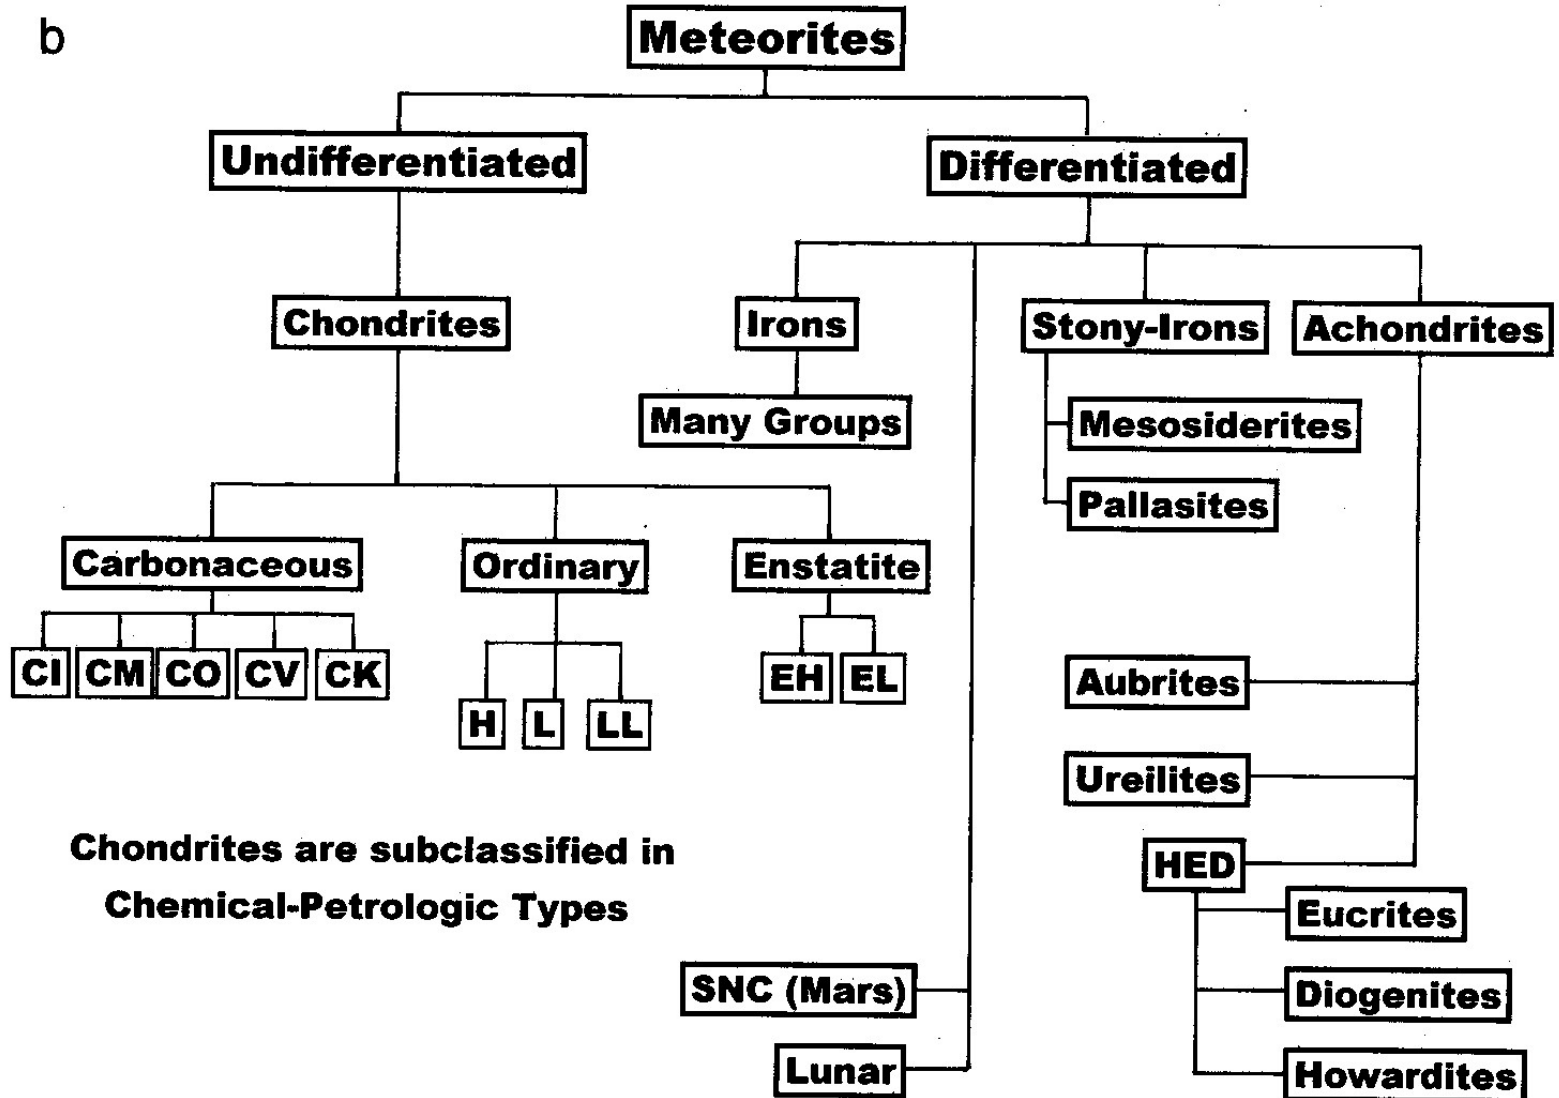 b
Meteorites
Undifferentiated
Differentiated
Chondrites
Irons
Stony-Irons
Achondrites
Many Groups
Mesosiderites
Pallasites
Carbonaceous
Ordinary
Enstatite
CI
CM
CO
CV
CK
H
L
LL
EH
EL
Aubrites
Ureilites
HED
Eucrites
Diogenites
Howardites
Chondrites are subclassified in
Chemical-Petrologic Types
SNC (Mars)
Lunar